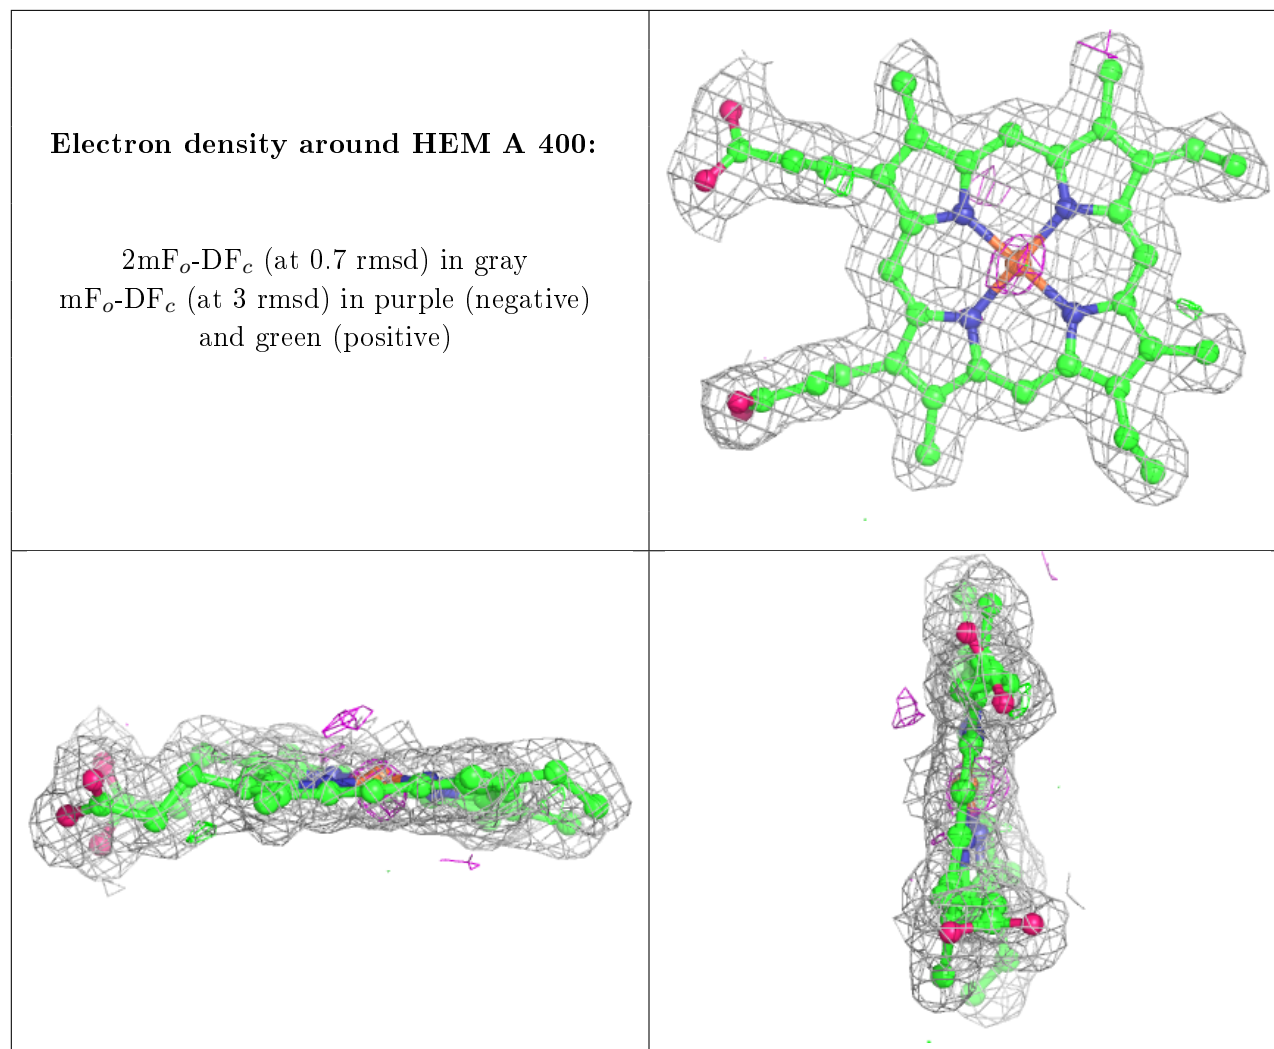 Electron density around HEM A 400:
2mFo-DFc (at 0.7 rmsd) in gray
mFo-DFc (at 3 rmsd) in purple (negative)
and green (positive)